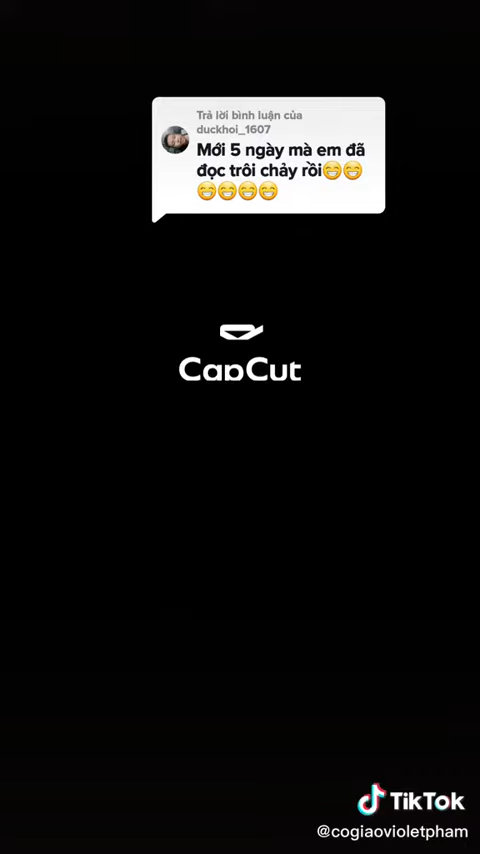 Trả lời bình luận của
duckhoi_1607
Mới 5 ngày mà em đã
đọc trôi chảy rồi😁😁
😁😁😁😁
CapCut
TikTok
@cogiaovioletpham